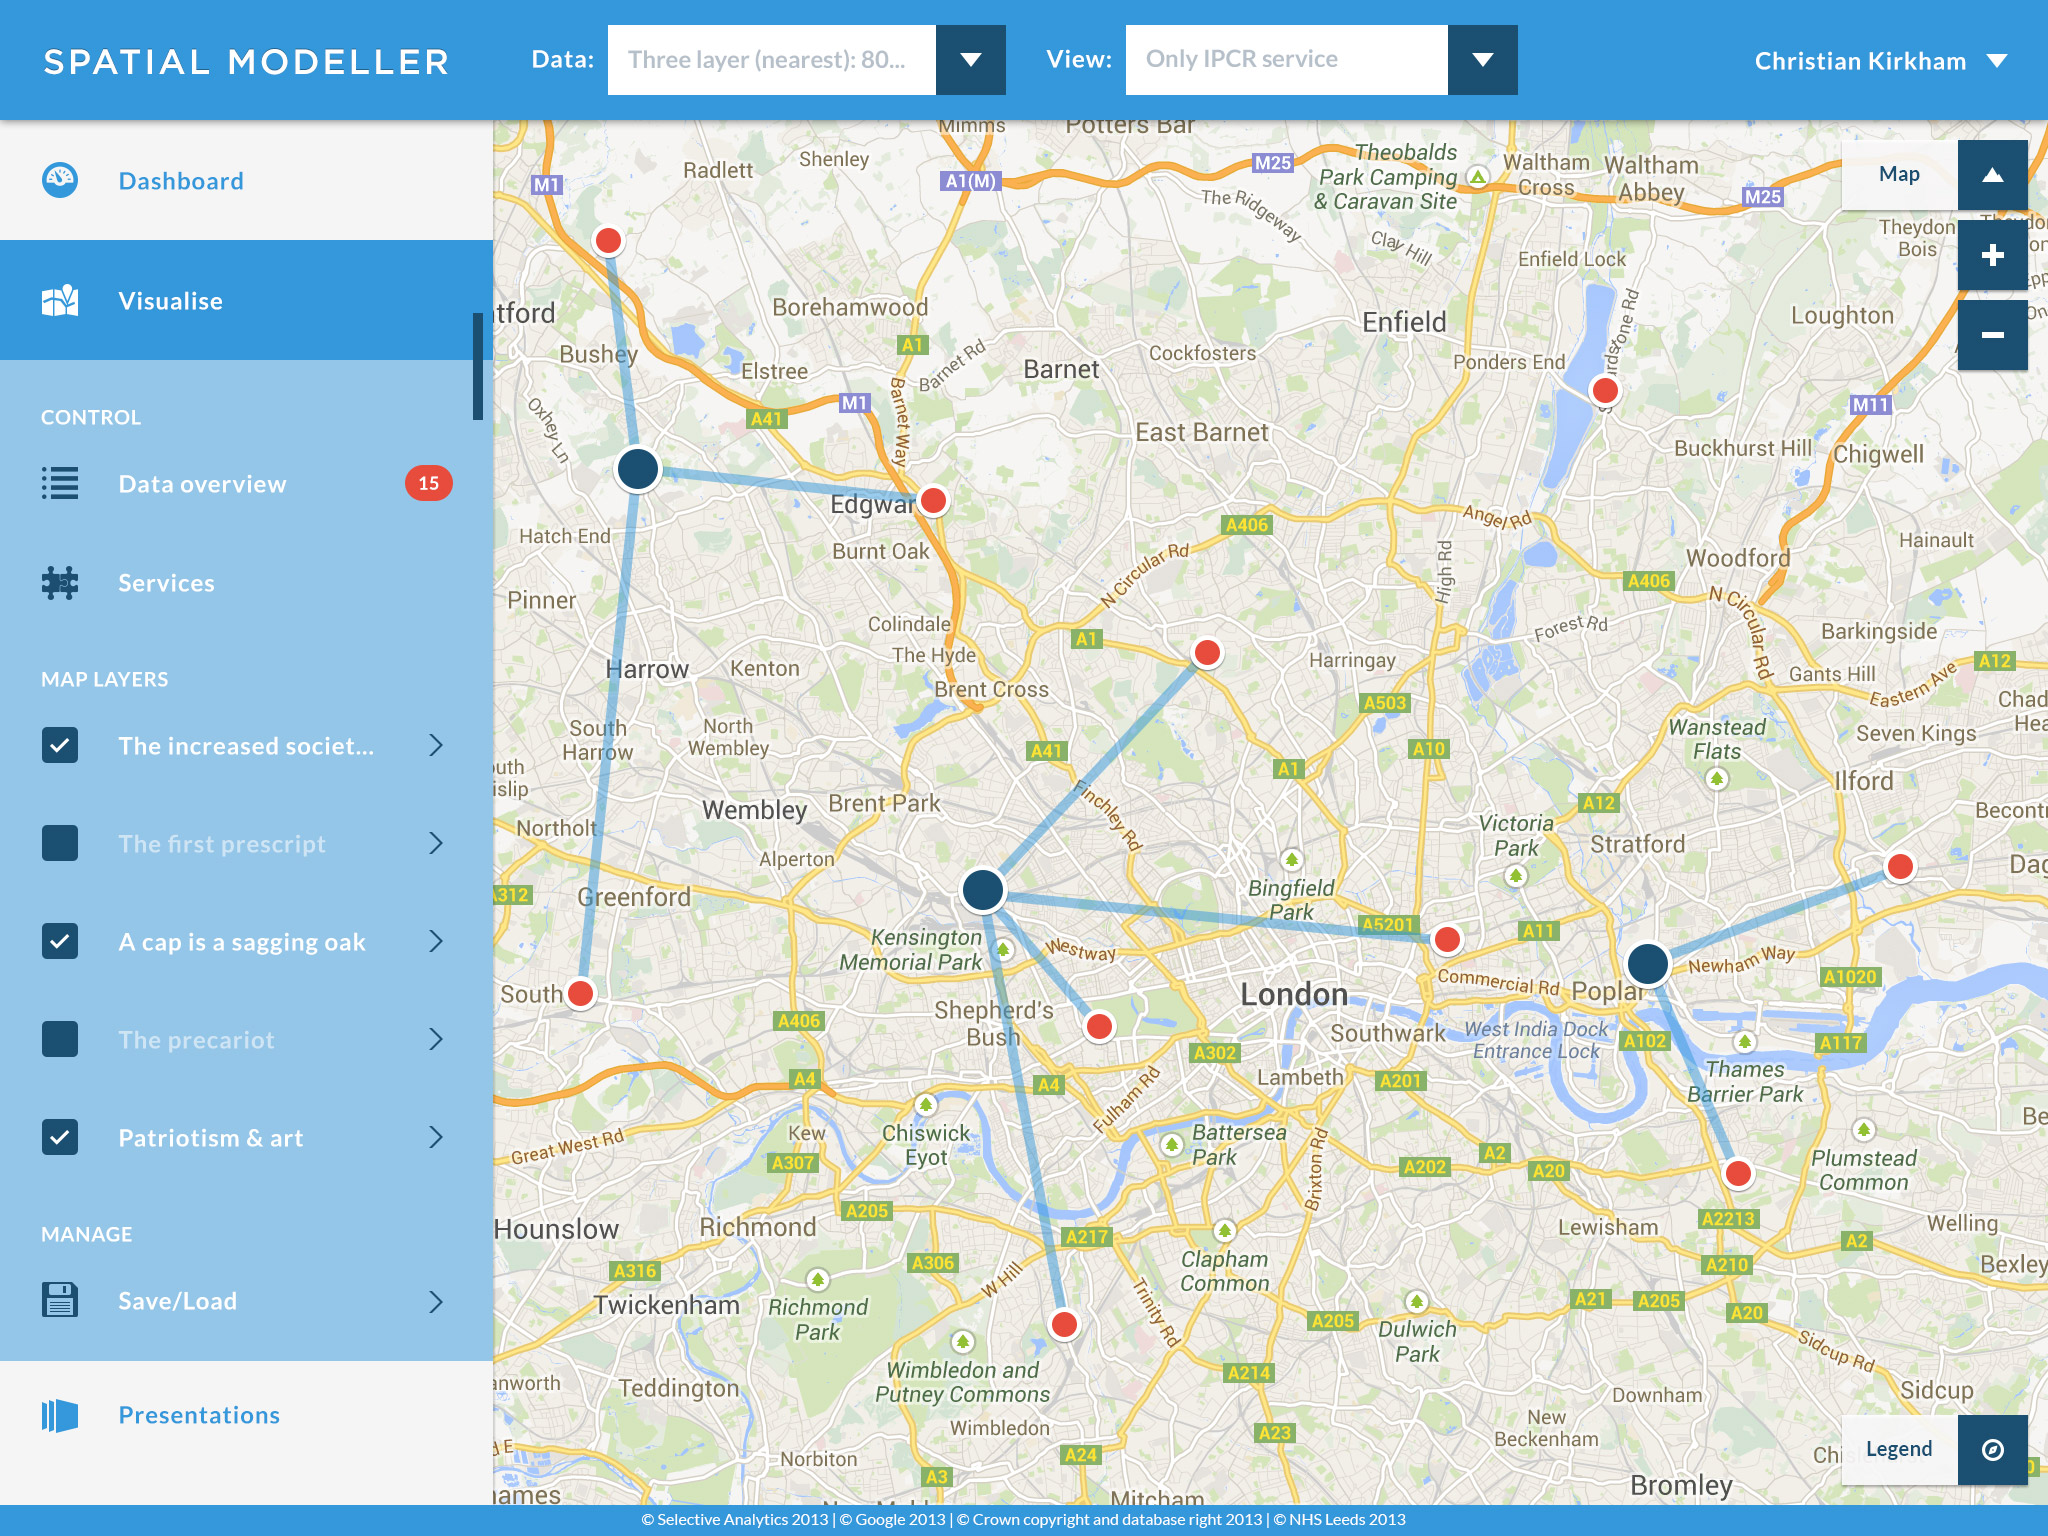 SPATIAL MODELLER
Data:
Three layer (nearest): 80...
View:
Only IPCR service
Christian Kirkham
Dashboard
Visualise
CONTROL
Data overview
15
Services
MAP LAYERS
The increased societ...
The first prescript
A cap is a sagging oak
The precariot
Patriotism & art
MANAGE
Save/Load
Presentations
Map
Mimms
Potters Bar
Radlett
Shenley
M1
A1(M)
M25
Theobalds
Park Camping
& Caravan Site
Waltham
Cross
Waltham
Abbey
M25
The Ridgeway
Clay Hill
Enfield Lock
Theydon
Bois
Borehamwood
Enfield
Loughton
Bushey
A1
Barnet Rd
Elstree
Barnet
Cockfosters
Ponders End
Oxhey Ln
A41
M1
Barnet Way
East Barnet
M11
Buckhurst Hill
Chigwell
Hatch End
Burnt Oak
A406
Angel Rd
High Rd
Woodford
Hainault
N Circular Rd
A406
Pinner
Colindale
The Hyde
A1
Forest Rd
N Circular Rd
Barkingside
Harrow
Kenton
Brent Cross
Harringay
Gants Hill
Eastern Ave
A12
South
Harrow
North
Wembley
A41
A503
A10
A1
Wanstead
Flats
Seven Kings
Ilford
Wembley
Brent Park
Finchley Rd
A12
Northolt
Alperton
Victoria
Park
Stratford
Greenford
Bingfield
Park
A5201
A11
Kensington
Memorial Park
Westway
Newham Way
A1020
South
London
Commercial Rd
Poplar
Shepherd's
Bush
A406
Southwark
West India Dock
Entrance Lock
A102
A117
A302
A4
A4
Lambeth
A201
Thames
Barrier Park
Fulham Rd
Great West Rd
Kew
Chiswick
Eyot
Battersea
Park
Brixton Rd
A307
A202
A2
A20
Plumstead
Common
Hounslow
Richmond
A205
A217
Lewisham
A2213
Welling
A2
A316
A306
W Hill
Clapham
Common
A210
Bexley
Twickenham
Richmond
Park
Trinity Rd
A205
Dulwich
Park
A21
A205
A20
Wimbledon and
Putney Commons
A214
Sidcup Rd
Teddington
Downham
Sidcup
Wimbledon
New
Beckenham
A23
A24
Norbiton
A3
Mitcham
Bromley
Legend
© Selective Analytics 2013 | © Google 2013 | © Crown copyright and database right 2013 | © NHS Leeds 2013